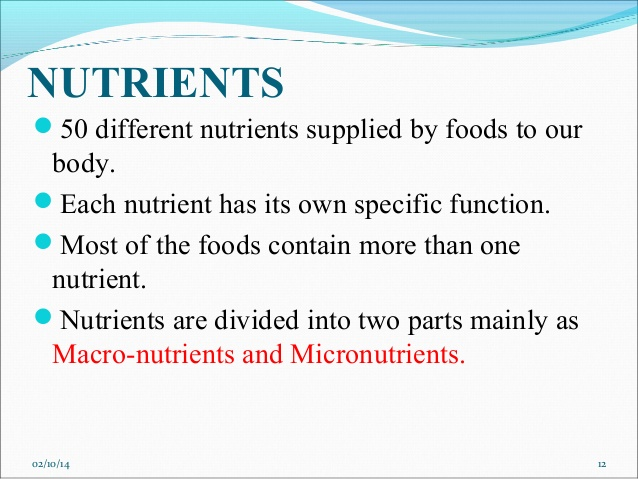 NUTRIENTS
50 different nutrients supplied by foods to our
body.
Each nutrient has its own specific function.
Most of the foods contain more than one
nutrient.
Nutrients are divided into two parts mainly as
Macro-nutrients and Micronutrients.
02/10/14
12